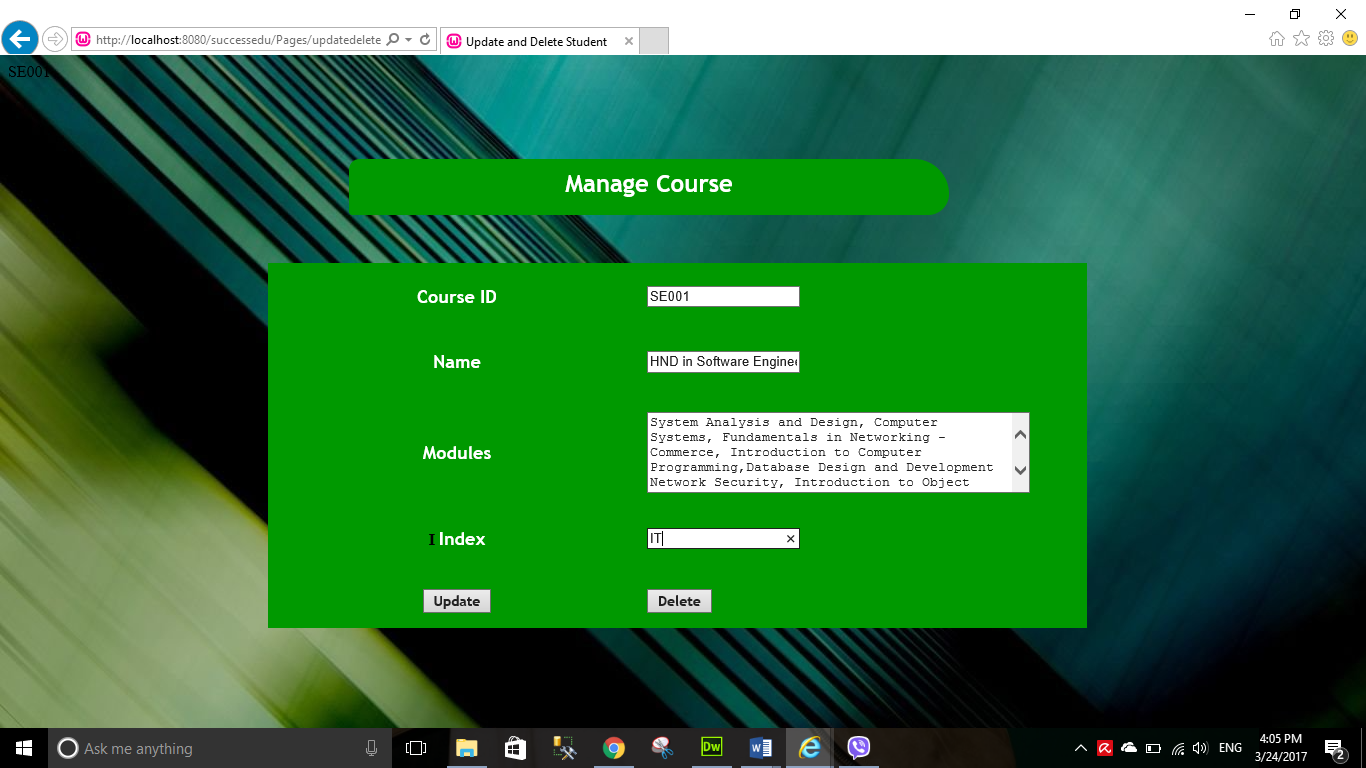 http://localhost:8080/successedu/Pages/updatedelete
Update and Delete Student
SE001
Manage Course
Course ID
SE001
Name
HND in Software Enginee
Modules
System Analysis and Design, Computer
Systems, Fundamentals in Networking -
Commerce, Introduction to Computer
Programming,Database Design and Development
Network Security, Introduction to Object
Index
IT
Update
Delete
Ask me anything
Dw
ENG
4:05 PM
3/24/2017
2